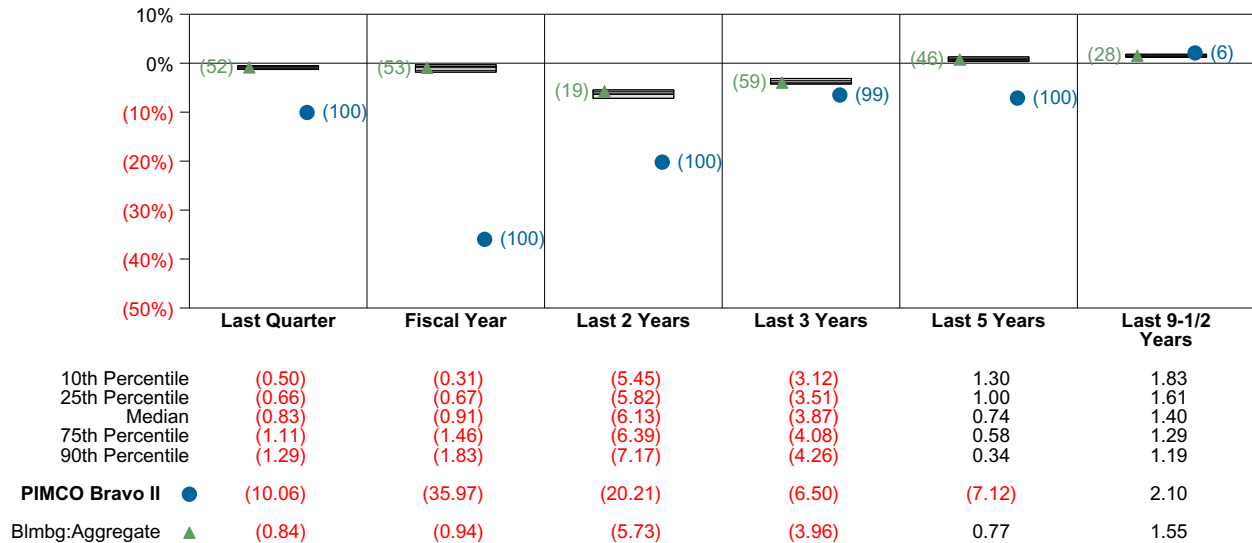 10%
0%
(10%)
(20%)
(30%)
(40%)
(50%)
(52) (53) (19) (59) (46) (28)
(100) (100) (100) (99) (100) (6)
Last Quarter Fiscal Year Last 2 Years Last 3 Years Last 5 Years Last 9-1/2
Years
10th Percentile (0.50) (0.31) (5.45) (3.12) 1.30 1.83
25th Percentile (0.66) (0.67) (5.82) (3.51) 1.00 1.61
Median (0.83) (0.91) (6.13) (3.87) 0.74 1.40
75th Percentile (1.11) (1.46) (6.39) (4.08) 0.58 1.29
90th Percentile (1.29) (1.83) (7.17) (4.26) 0.34 1.19
PIMCO Bravo II (10.06) (35.97) (20.21) (6.50) (7.12) 2.10
Blmbg:Aggregate (0.84) (0.94) (5.73) (3.96) 0.77 1.55